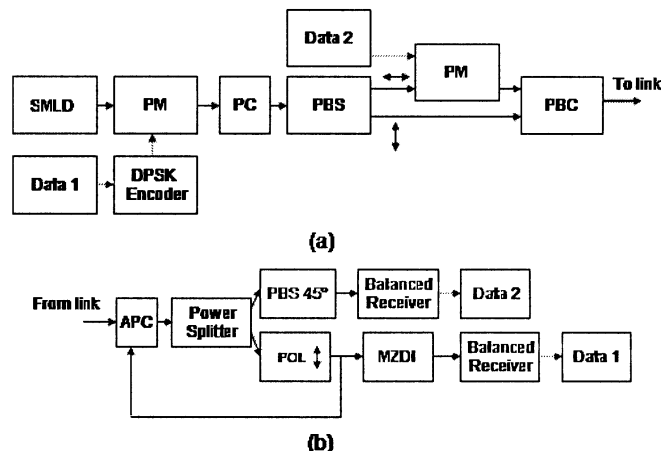 Data 2
PM
To link
SMLD
PM
PC
PBS
PBC
Data 1
DPSK
Encoder
(a)
From link
APC
Power
Splitter
PBS 45º
Balanced
Receiver
Data 2
POL
MZDI
Balanced
Receiver
Data 1
(b)